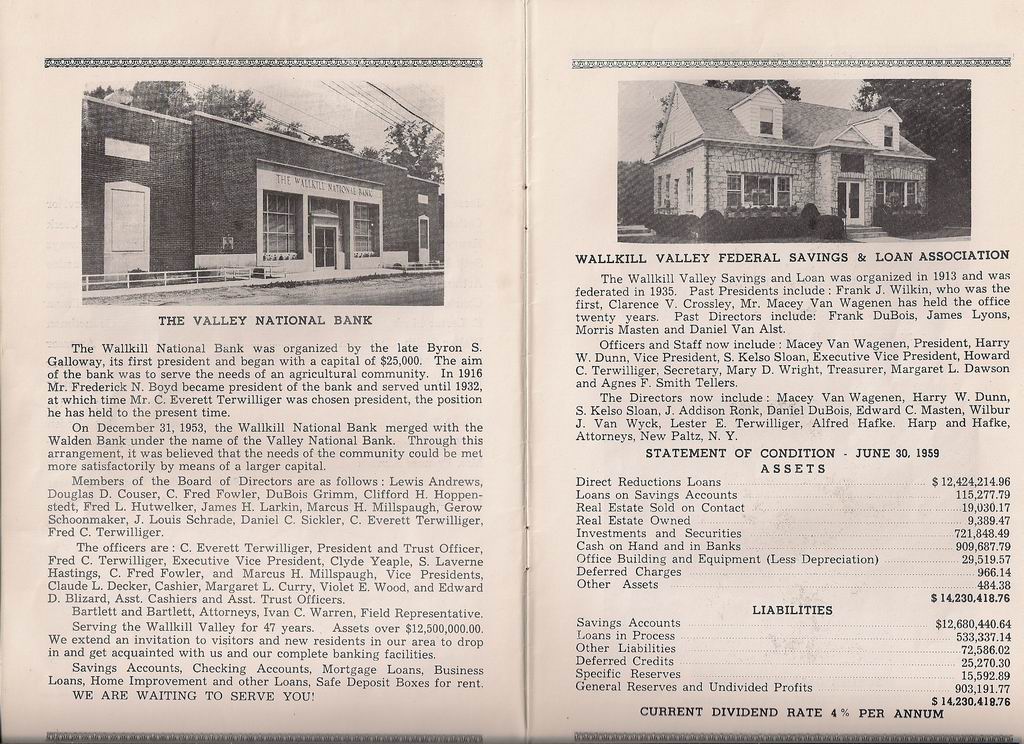 THE WALLKILL NATIONAL BANK
THE VALLEY NATIONAL BANK
The Wallkill National Bank was organized by the late Byron S.
Galloway, its first president and began with a capital of $25,000. The aim
of the bank was to serve the needs of an agricultural community. In 1916
Mr. Frederick N. Boyd became president of the bank and served until 1932,
at which time Mr. C. Everett Terwilliger was chosen president, the position
he has held to the present time.
On December 31, 1953, the Wallkill National Bank merged with the
Walden Bank under the name of the Valley National Bank. Through this
arrangement, it was believed that the needs of the community could be met
more satisfactorily by means of a larger capital.
Members of the Board of Directors are as follows : Lewis Andrews,
Douglas D. Couser, C. Fred Fowler, DuBois Grimm, Clifford H. Hoppen-
stedt, Fred L. Hutwelker, James H. Larkin, Marcus H. Millspaugh, Gerow
Schoonmaker, J. Louis Schrade, Daniel C. Sickler, C. Everett Terwilliger,
Fred C. Terwilliger.
The officers are : C. Everett Terwilliger, President and Trust Officer,
Fred C. Terwilliger, Executive Vice President, Clyde Yeaple, S. Laverne
Hastings, C. Fred Fowler, and Marcus H. Millspaugh, Vice Presidents,
Claude L. Decker, Cashier, Margaret L. Curry, Violet E. Wood, and Edward
D. Blizard, Asst. Cashiers and Asst. Trust Officers.
Bartlett and Bartlett, Attorneys, Ivan C. Warren, Field Representative.
Serving the Wallkill Valley for 47 years. Assets over $12,500,000.00.
We extend an invitation to visitors and new residents in our area to drop
in and get acquainted with us and our complete banking facilities.
Savings Accounts, Checking Accounts, Mortgage Loans, Business
Loans, Home Improvement and other Loans, Safe Deposit Boxes for rent.
WE ARE WAITING TO SERVE YOU!
WALLKILL VALLEY FEDERAL SAVINGS & LOAN ASSOCIATION
The Wallkill Valley Savings and Loan was organized in 1913 and was
federated in 1935. Past Presidents include : Frank J. Wilkin, who was the
first, Clarence V. Crossley, Mr. Macey Van Wagenen has held the office
twenty years. Past Directors include: Frank DuBois, James Lyons,
Morris Masten and Daniel Van Alst.
Officers and Staff now include : Macey Van Wagenen, President, Harry
W. Dunn, Vice President, S. Kelso Sloan, Executive Vice President, Howard
C. Terwilliger, Secretary, Mary D. Wright, Treasurer, Margaret L. Dawson
and Agnes F. Smith Tellers.
The Directors now include : Macey Van Wagenen, Harry W. Dunn,
S. Kelso Sloan, J. Addison Ronk, Daniel DuBois, Edward C. Masten, Wilbur
J. Van Wyck, Lester E. Terwilliger, Alfred Hafke. Harp and Hafke,
Attorneys, New Paltz, N. Y.
STATEMENT OF CONDITION - JUNE 30, 1959
ASSETS
Direct Reductions Loans $ 12,424,214.96
Loans on Savings Accounts 115,277.79
Real Estate Sold on Contact 19,030.17
Real Estate Owned 9,389.47
Investments and Securities 721,848.49
Cash on Hand and in Banks 909,687.79
Office Building and Equipment (Less Depreciation) 29,519.57
Deferred Charges 966.14
Other Assets 484.38
$ 14,230,418.76
LIABILITIES
Savings Accounts $12,680,440.64
Loans in Process 533,337.14
Other Liabilities 72,586.02
Deferred Credits 25,270.30
Specific Reserves 15,592.89
General Reserves and Undivided Profits 903,191.77
$ 14,230,418.76
CURRENT DIVIDEND RATE 4% PER ANNUM